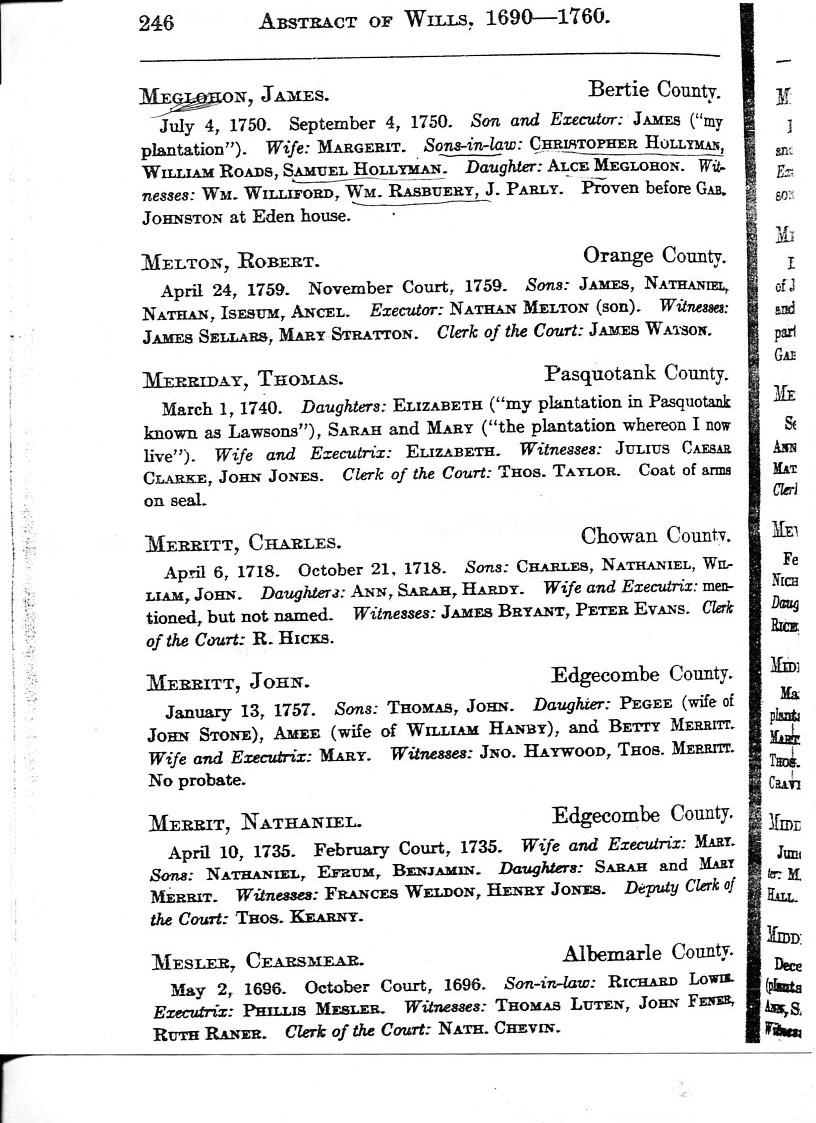 246 ABSTRACT OF WILLS, 1690—1760.
MEGLOHON, JAMES. Bertie County.
July 4, 1750. September 4, 1750. Son and Executor: JAMES ("my
plantation"). Wife: MARGERIT. Sons-in-law: CHRISTOPHER HOLLYMAN,
WILLIAM ROADS, SAMUEL HOLLYMAN. Daughter: ALCE MEGLOHON. Wit-
nesses: WM. WILLIFORD, WM. RASBUERY, J. PARLY. Proven before GAB.
JOHNSTON at Eden house.
MELTON, ROBERT. Orange County.
April 24, 1759. November Court, 1759. Sons: JAMES, NATHANIEL,
NATHAN, ISESUM, ANCEL. Executor: NATHAN MELTON (son). Witnesses:
JAMES SELLARS, MARY STRATTON. Clerk of the Court: JAMES WATSON.
MERRIDAY, THOMAS. Pasquotank County.
March 1, 1740. Daughters: ELIZABETH ("my plantation in Pasquotank
known as Lawsons"), SARAH and MARY ("the plantation whereon I now
live"). Wife and Executrix: ELIZABETH. Witnesses: JULIUS CAESAR
CLARKE, JOHN JONES. Clerk of the Court: THOS. TAYLOR. Coat of arms
on seal.
MERRITT, CHARLES. Chowan County.
April 6, 1718. October 21, 1718. Sons: CHARLES, NATHANIEL, WIL-
LIAM, JOHN. Daughters: ANN, SARAH, HARDY. Wife and Executrix: men-
tioned, but not named. Witnesses: JAMES BRYANT, PETER EVANS. Clerk
of the Court: R. HICKS.
MERRITT, JOHN. Edgecombe County.
January 13, 1757. Sons: THOMAS, JOHN. Daughter: PEGEE (wife of
JOHN STONE), AMEE (wife of WILLIAM HANBY), and BETTY MERRITT.
Wife and Executrix: MARY. Witnesses: JNO. HAYWOOD, THOS. MERRITT.
No probate.
MERRIT, NATHANIEL. Edgecombe County.
April 10, 1735. February Court, 1735. Wife and Executrix: MARY.
Sons: NATHANIEL, EFRUM, BENJAMIN. Daughters: SARAH and MARY
MERRIT. Witnesses: FRANCES WELDON, HENRY JONES. Deputy Clerk of
the Court: THOS. KEARNY.
MESLER, CEARSMEAR. Albemarle County.
May 2, 1696. October Court, 1696. Son-in-law: RICHARD LOWIS.
Executrix: PHILLIS MESLER. Witnesses: THOMAS LUTEN, JOHN FENER,
RUTH RANER. Clerk of the Court: NATH. CHEVIN.